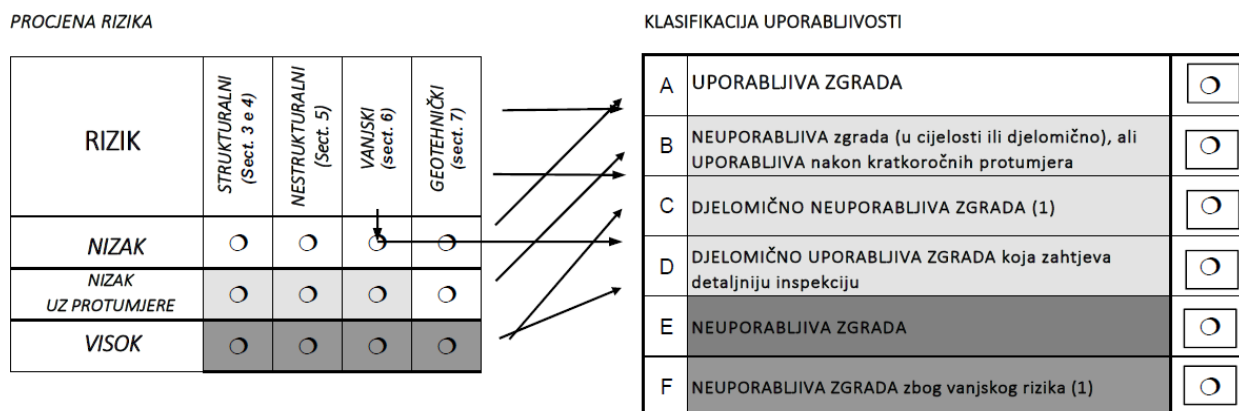 PROCJENA RIZIKA
KLASIFIKACIJA UPORABLJIVOSTI
RIZIK
STRUKTURALNI
(Sect. 3 e 4)
NESTRUKTURALNI
(Sect. 5)
VANJSKI
(sect. 6)
GEOTEHNIČKI
(sect. 7)
NIZAK
NIZAK
UZ PROTUMJERE
VISOK
A UPORABLJIVA ZGRADA
B NEUPORABLJIVA zgrada (u cijelosti ili djelomično), ali
UPORABLJIVA nakon kratkoročnih protumjera
C DJELOMIČNO NEUPORABLJIVA ZGRADA (1)
D DJELOMIČNO UPORABLJIVA ZGRADA koja zahtjeva
detaljniju inspekciju
E NEUPORABLJIVA ZGRADA
F NEUPORABLJIVA ZGRADA zbog vanjskog rizika (1)